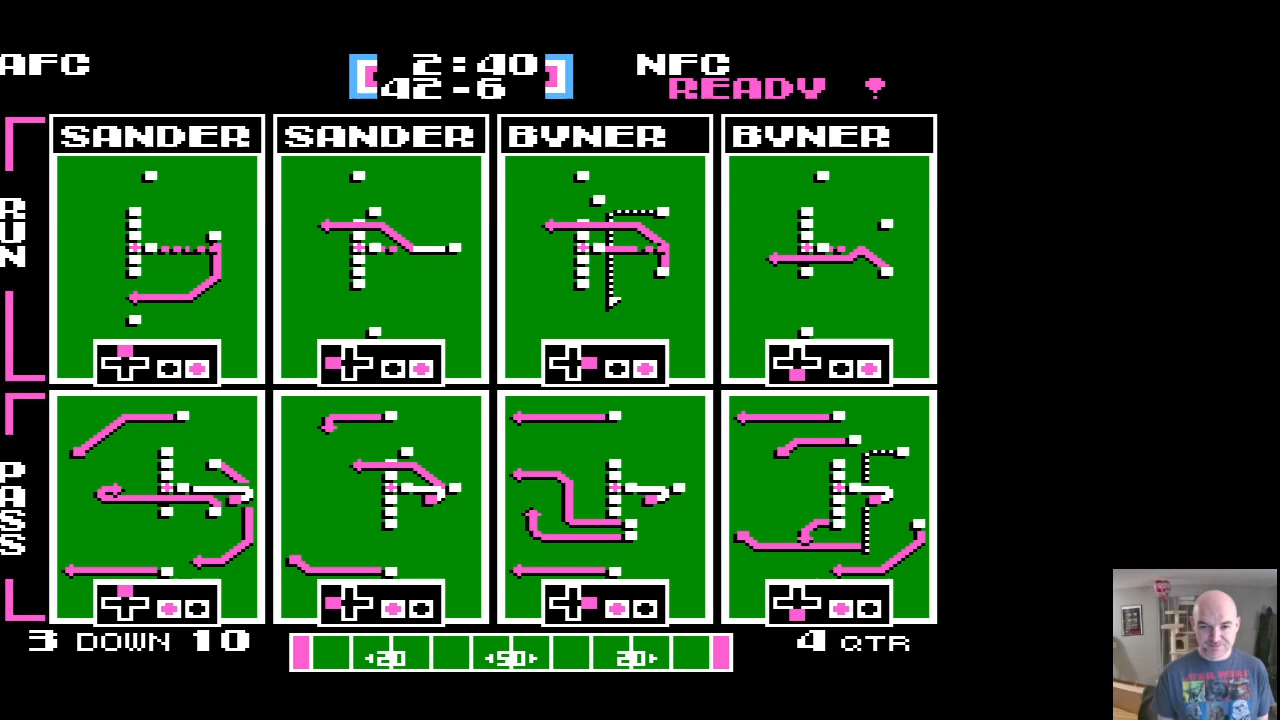 AFC 2:40 NFC
42-6 READY !
SANDER SANDER BYNER BYNER
RUN
PASS
3 DOWN 10 4 QTR
20 50 20